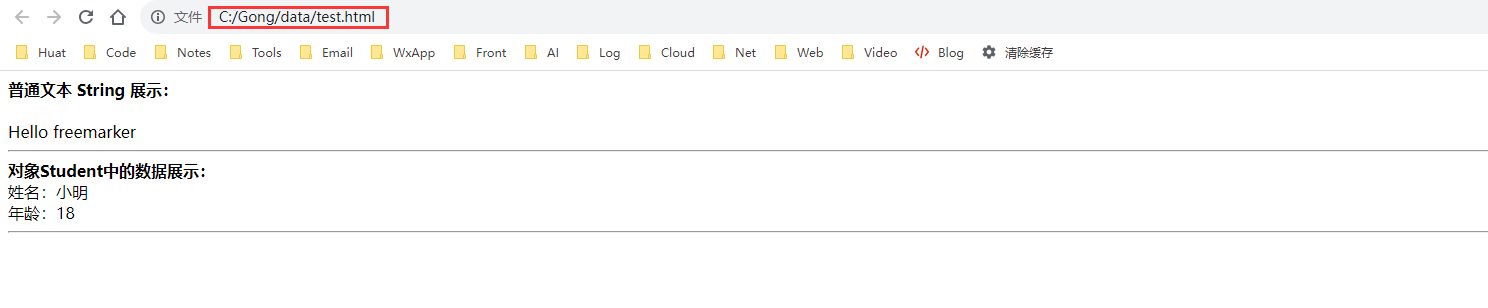 文件 C:/Gong/data/test.html
Huat Code Notes Tools Email WxApp Front AI Log Cloud Net Web Video Blog 清除缓存
普通文本 String 展示：
Hello freemarker
对象Student中的数据展示：
姓名：小明
年龄：18